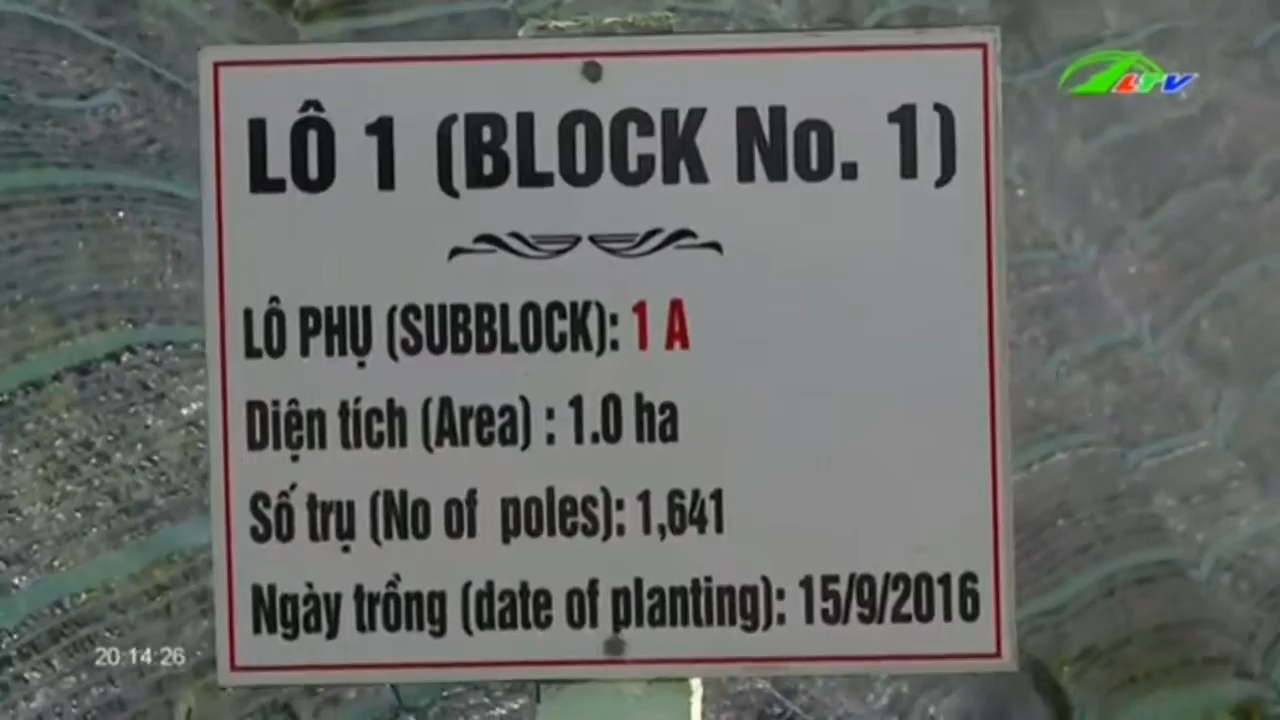 LTV
LÔ 1 (BLOCK No. 1)
LÔ PHỤ (SUBBLOCK): 1 A
Diện tích (Area) : 1.0 ha
Số trụ (No of poles): 1,641
Ngày trồng (date of planting): 15/9/2016
20:14:26